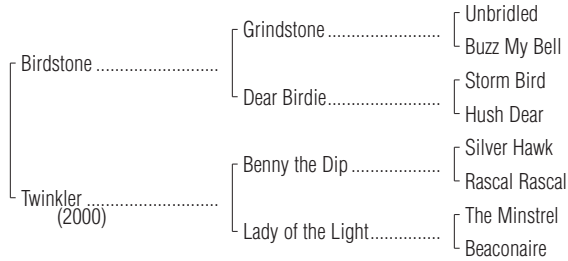 Unbridled
Grindstone
Buzz My Bell
Birdstone
Storm Bird
Dear Birdie
Hush Dear
Silver Hawk
Benny the Dip
Rascal Rascal
Twinkler
(2000)
The Minstrel
Lady of the Light
Beaconaire